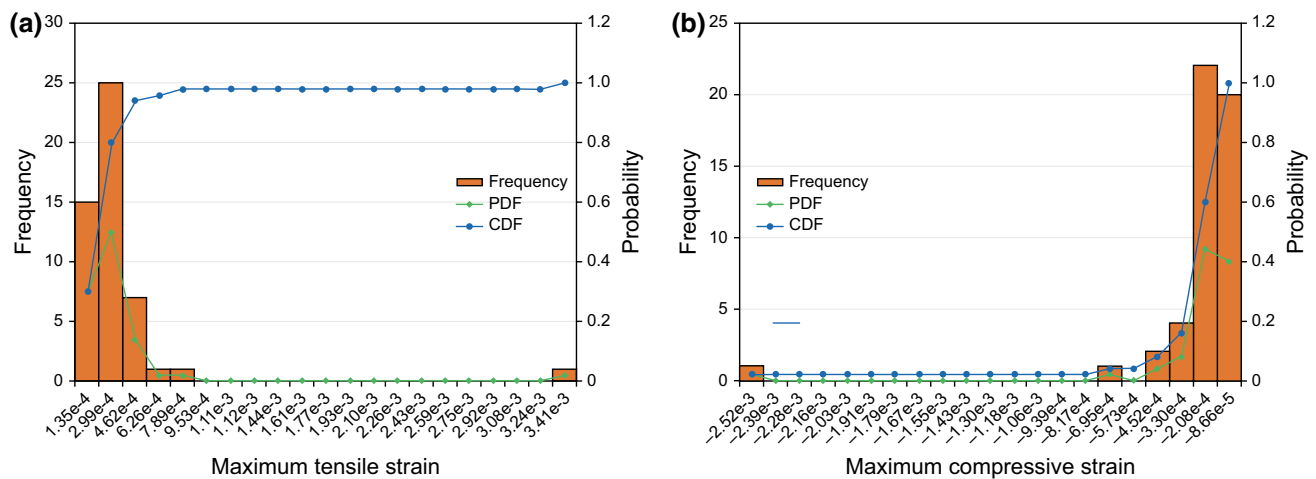 (a)
30
25
20
15
10
5
0
Frequency
1.2
1.0
0.8
0.6
0.4
0.2
0
Probability
Frequency
PDF
CDF
1.35e-4
2.99e-4
4.62e-4
6.26e-4
7.89e-4
9.53e-4
1.11e-3
1.12e-3
1.44e-3
1.61e-3
1.77e-3
1.93e-3
2.10e-3
2.26e-3
2.43e-3
2.59e-3
2.75e-3
2.92e-3
3.08e-3
3.24e-3
3.41e-3
Maximum tensile strain
(b)
25
20
15
10
5
0
Frequency
1.2
1.0
0.8
0.6
0.4
0.2
0
Probability
Frequency
PDF
CDF
–2.52e-3
–2.39e-3
–2.28e-3
–2.16e-3
–2.03e-3
–1.91e-3
–1.79e-3
–1.67e-3
–1.55e-3
–1.43e-3
–1.30e-3
–1.18e-3
–1.06e-3
–9.39e-4
–8.17e-4
–6.95e-4
–5.73e-4
–4.52e-4
–3.30e-4
–2.08e-4
–8.66e-5
Maximum compressive strain